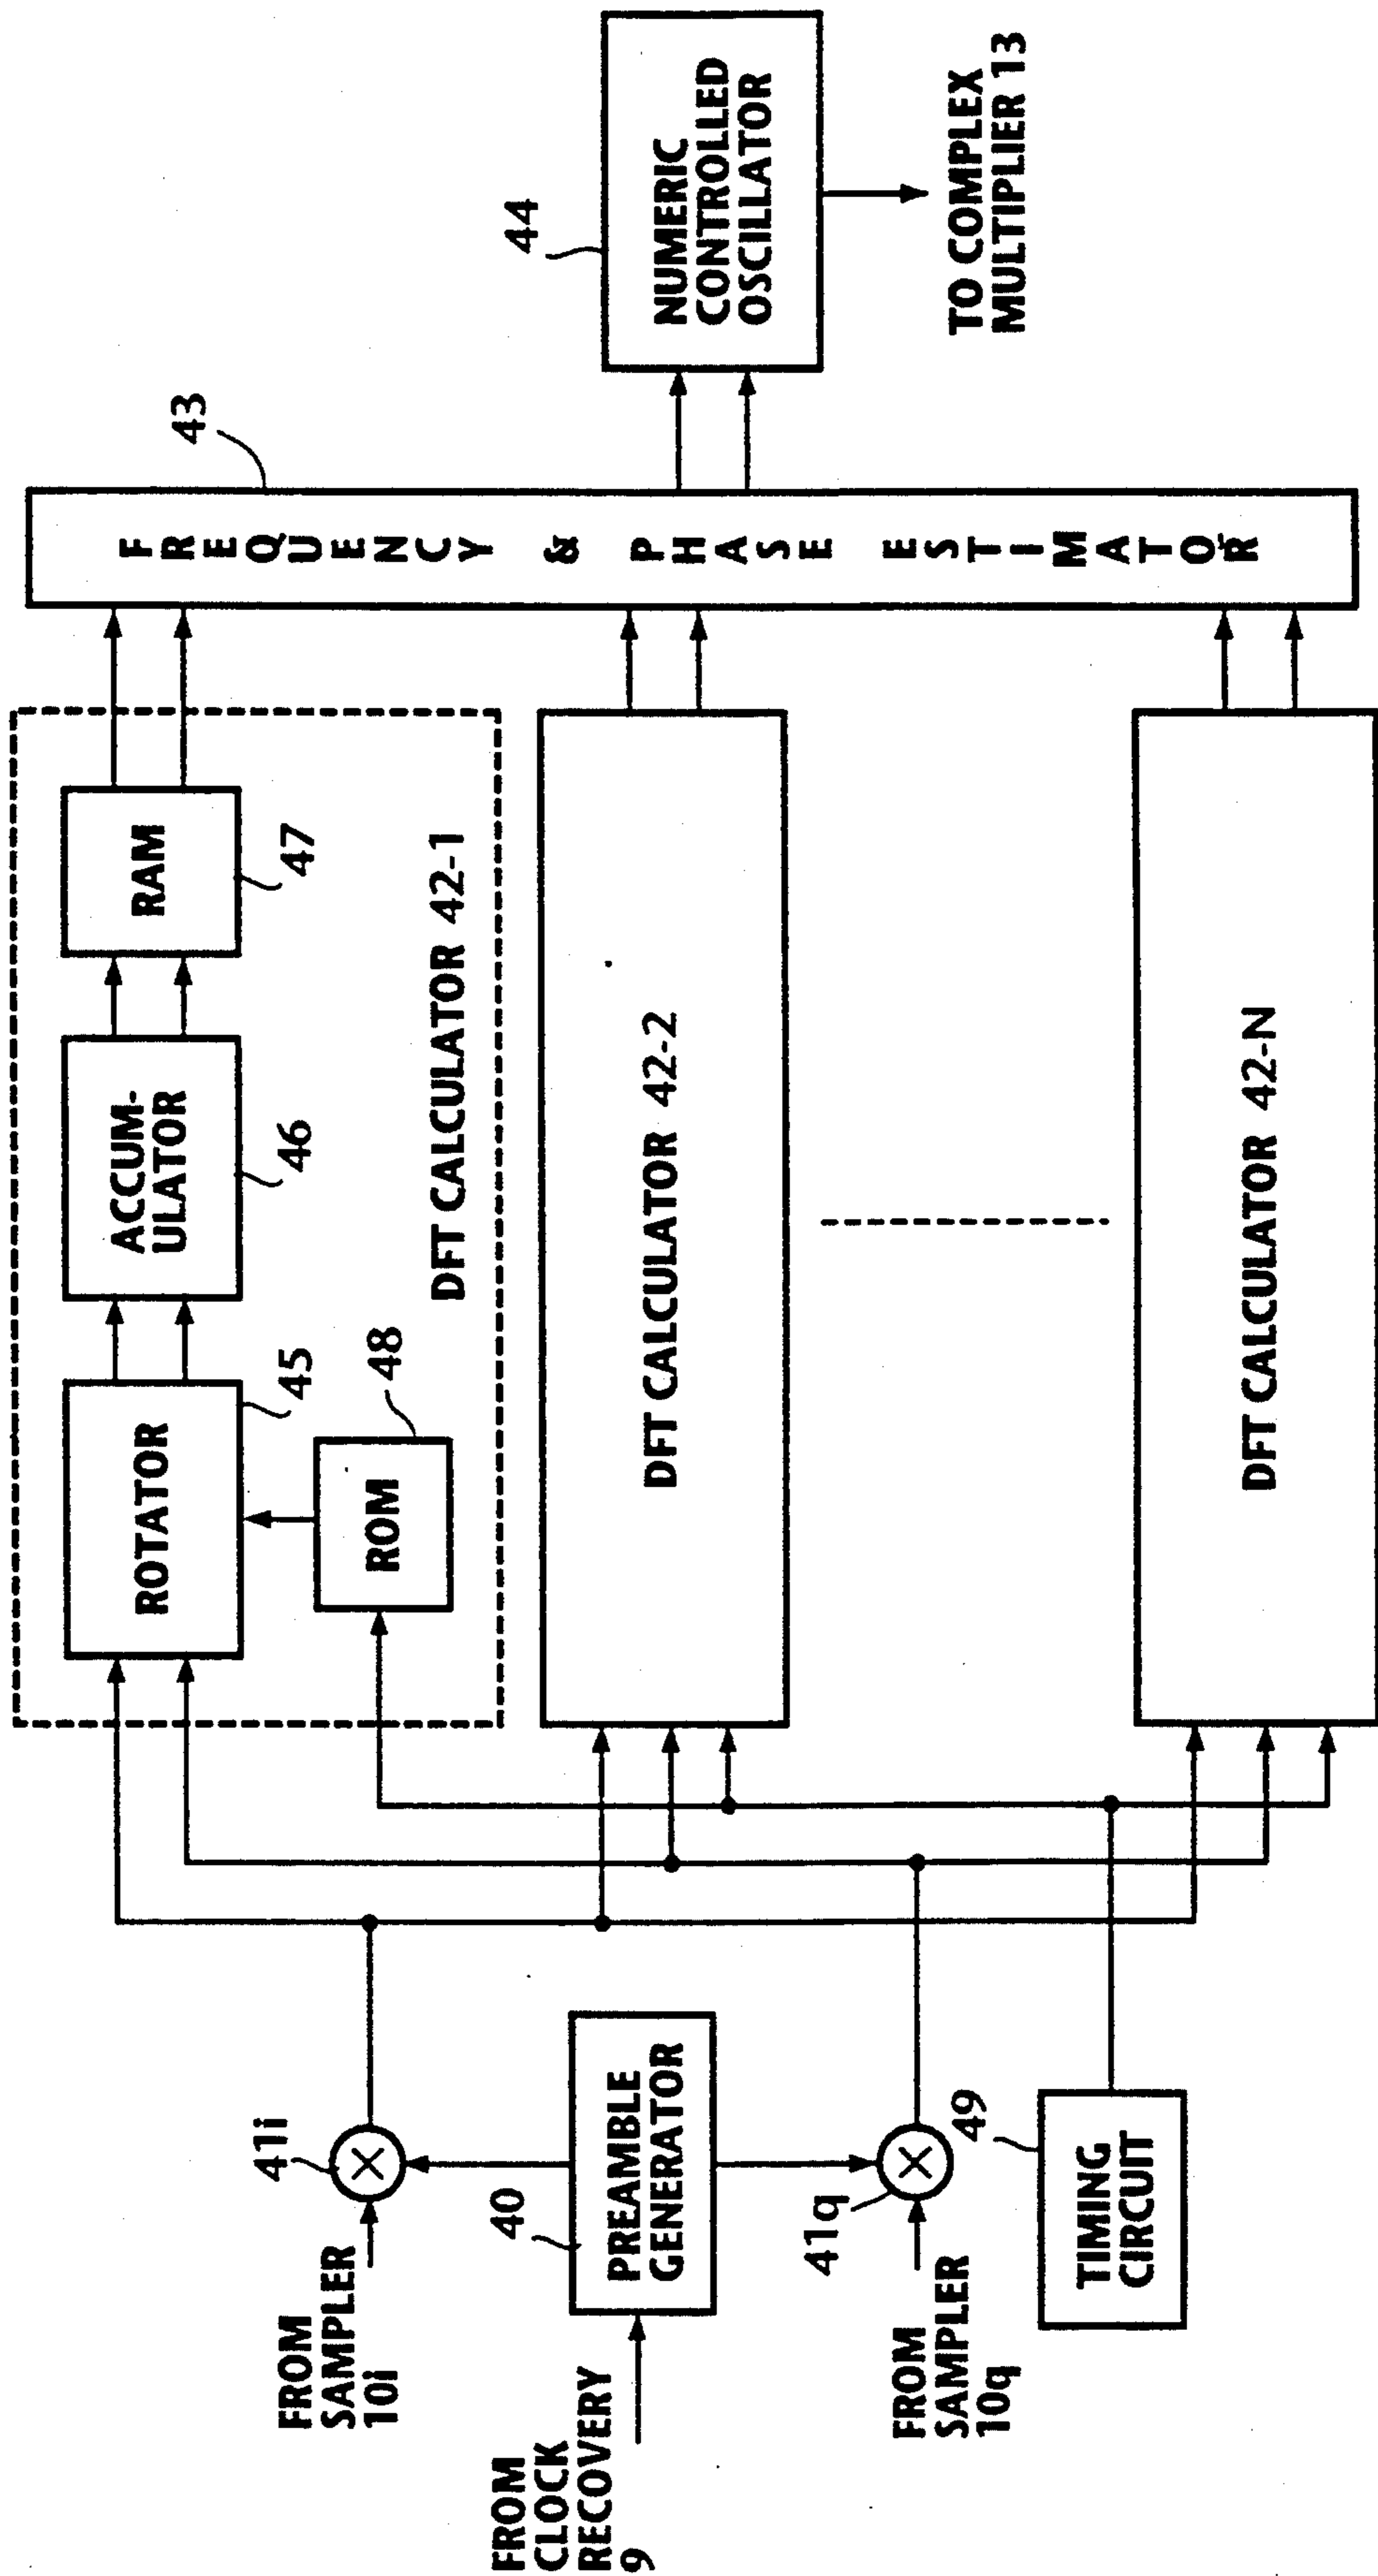 FROM
SAMPLER
10i
41i
FROM
CLOCK
RECOVERY
9
40
PREAMBLE
GENERATOR
41q
FROM
SAMPLER
10q
49
TIMING
CIRCUIT
ROTATOR
45
ROM
48
ACCUM-
ULATOR
46
RAM
47
DFT CALCULATOR 42-1
DFT CALCULATOR 42-2
DFT CALCULATOR 42-N
FREQUENCY & PHASE ESTIMATOR
43
44
NUMERIC
CONTROLLED
OSCILLATOR
TO COMPLEX
MULTIPLIER 13